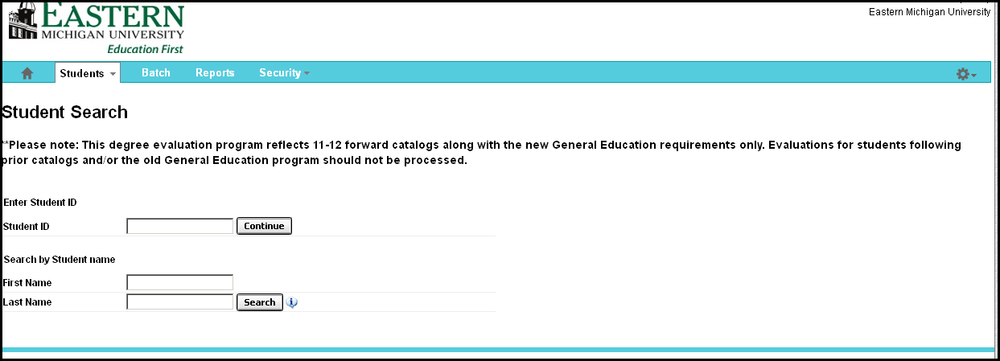 EASTERN
MICHIGAN UNIVERSITY
Education First
Eastern Michigan University
Students Batch Reports Security
Student Search
**Please note: This degree evaluation program reflects 11-12 forward catalogs along with the new General Education requirements only. Evaluations for students following
prior catalogs and/or the old General Education program should not be processed.
Enter Student ID
Student ID Continue
Search by Student name
First Name
Last Name Search